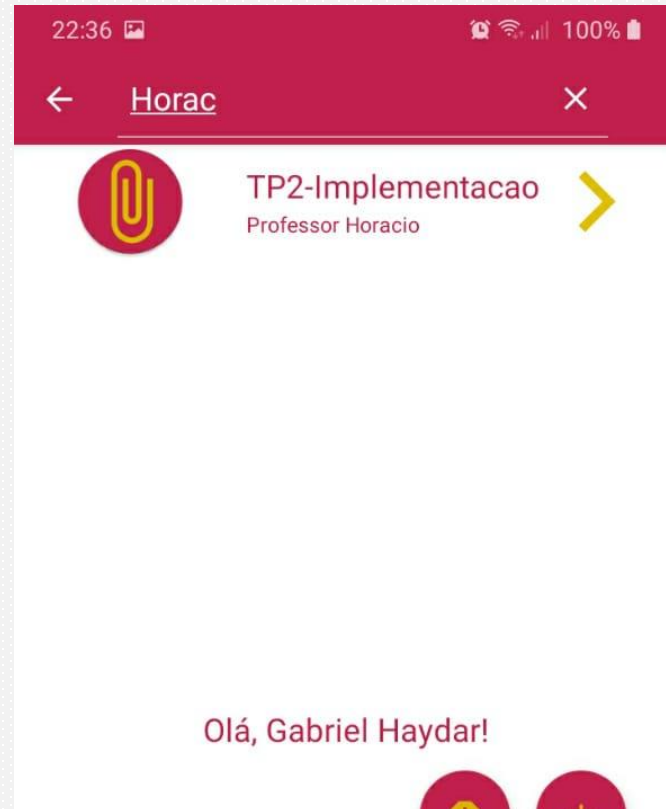 22:36 100%
Horac
TP2-Implementacao
Professor Horacio
Olá, Gabriel Haydar!